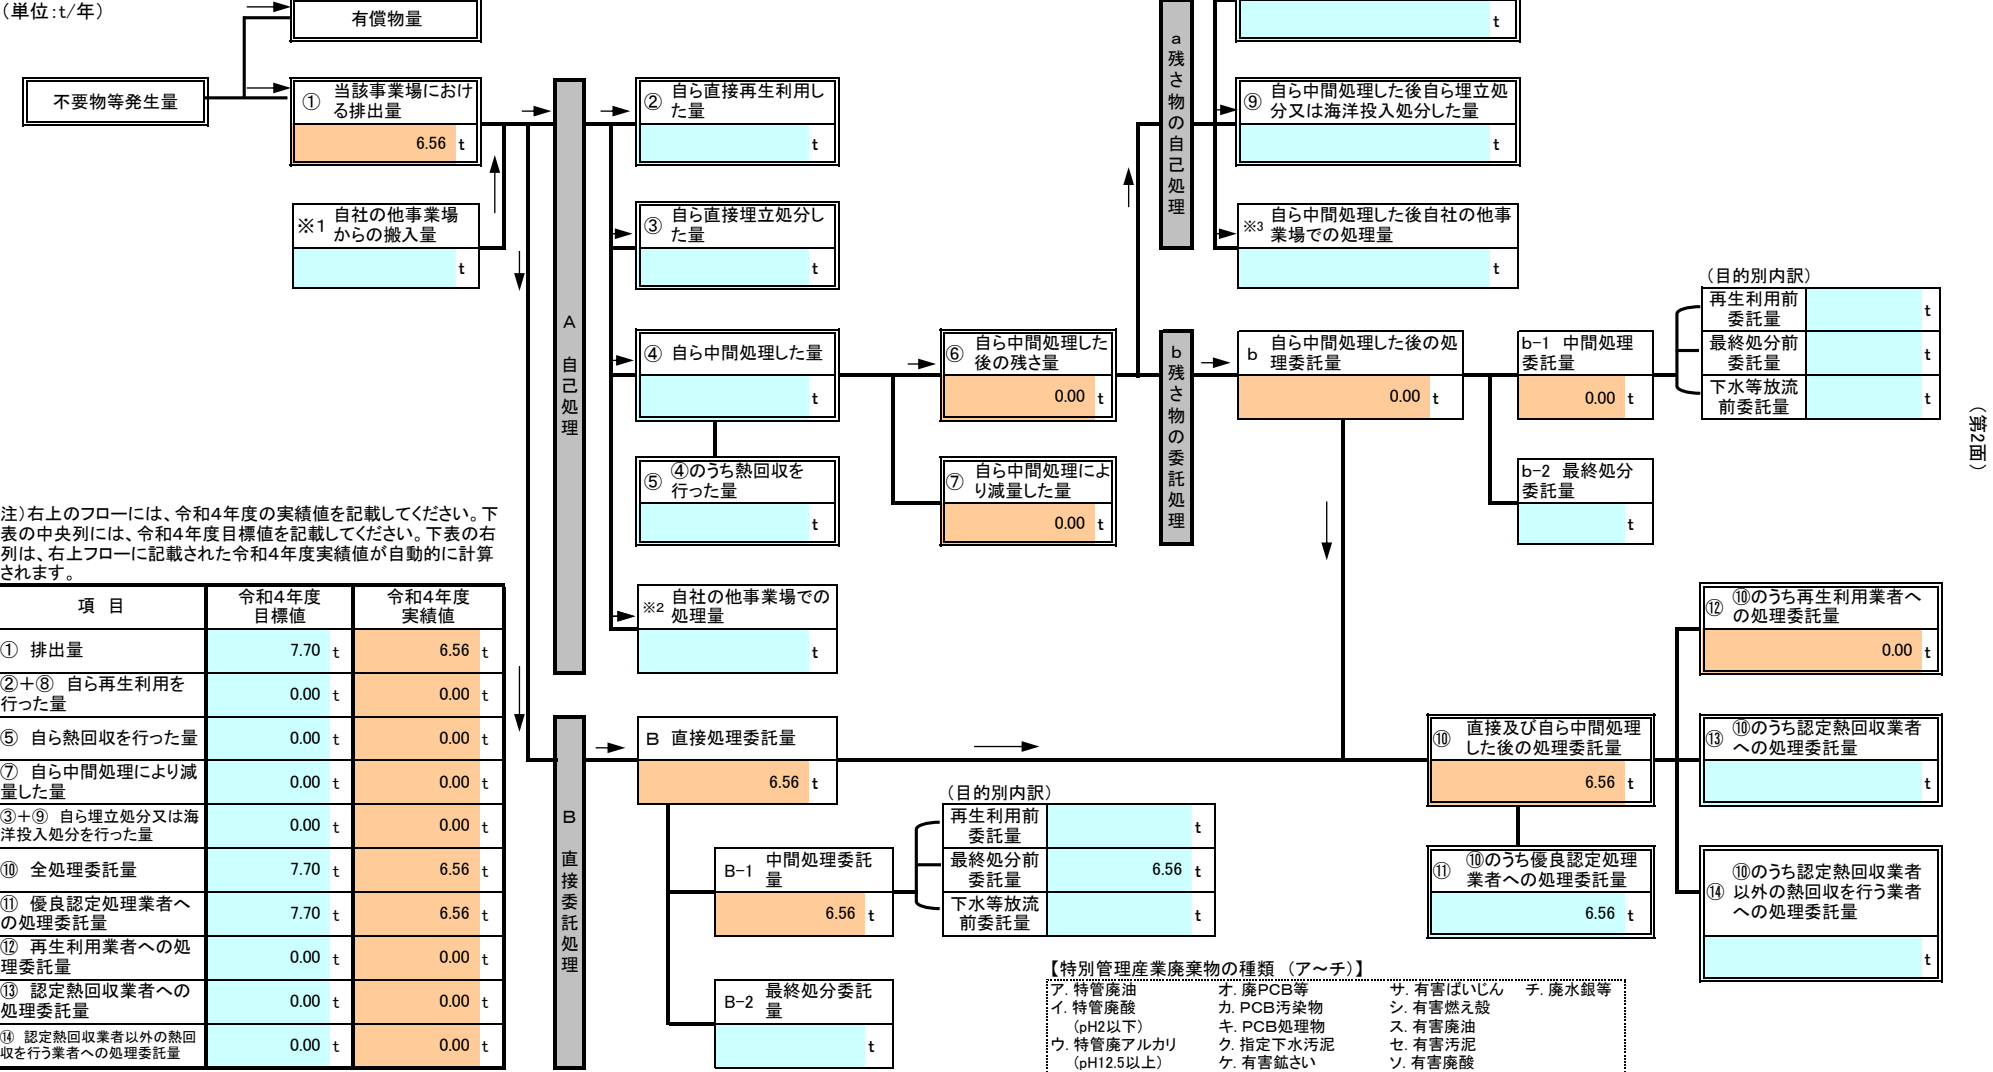 （単位：t/年）
有償物量
不要物等発生量
①
当該事業場におけ
る排出量
6.56 t
※1
自社の他事業場
からの搬入量
t
A
自己処理
②
自ら直接再生利用し
た量
t
③
自ら直接埋立処分し
た量
t
④ 自ら中間処理した量
t
⑤
④のうち熱回収を
行った量
t
※2
自社の他事業場での
処理量
t
⑥
自ら中間処理した
後の残さ量
0.00 t
⑦
自ら中間処理によ
り減量した量
0.00 t
a
残さ物の自己処理
t
⑨
自ら中間処理した後自ら埋立処
分又は海洋投入処分した量
t
※3
自ら中間処理した後自社の他事
業場での処理量
t
b
残さ物の委託処理
b
自ら中間処理した後の処
理委託量
0.00 t
b-1 中間処理
委託量
0.00 t
b-2 最終処分
委託量
t
（目的別内訳）
再生利用前
委託量
t
最終処分前
委託量
t
下水等放流
前委託量
t
（第2面）
注）右上のフローには、令和４年度の実績値を記載してください。下
表の中央列には、令和４年度目標値を記載してください。下表の右
列は、右上フローに記載された令和４年度実績値が自動的に計算
されます。
項 目
令和４年度
目標値
令和４年度
実績値
① 排出量
7.70 t
6.56 t
②＋⑧ 自ら再生利用を
行った量
0.00 t
0.00 t
⑤ 自ら熱回収を行った量
0.00 t
0.00 t
⑦ 自ら中間処理により減
量した量
0.00 t
0.00 t
③＋⑨ 自ら埋立処分又は海
洋投入処分を行った量
0.00 t
0.00 t
⑩ 全処理委託量
7.70 t
6.56 t
⑪ 優良認定処理業者へ
の処理委託量
7.70 t
6.56 t
⑫ 再生利用業者への処
理委託量
0.00 t
0.00 t
⑬ 認定熱回収業者への
処理委託量
0.00 t
0.00 t
⑭ 認定熱回収業者以外の熱回
収を行う業者への処理委託量
0.00 t
0.00 t
B
直接委託処理
B 直接処理委託量
6.56 t
B-1
中間処理委託
量
6.56 t
B-2
最終処分委託
量
t
（目的別内訳）
再生利用前
委託量
t
最終処分前
委託量
6.56 t
下水等放流
前委託量
t
⑩
直接及び自ら中間処理
した後の処理委託量
6.56 t
⑪
⑩のうち優良認定処理
業者への処理委託量
6.56 t
⑫
⑩のうち再生利用業者へ
の処理委託量
0.00 t
⑬
⑩のうち認定熱回収業者
への処理委託量
t
⑭
⑩のうち認定熱回収業者
以外の熱回収を行う業者
への処理委託量
t
【特別管理産業廃棄物の種類 （ア～チ）】
ア．特管廃油 オ．廃PCB等 サ．有害ばいじん チ．廃水銀等
イ．特管廃酸 カ．PCB汚染物 シ．有害燃え殻
（pH2以下） キ．PCB処理物 ス．有害廃油
ウ．特管廃アルカリ ク．指定下水汚泥 セ．有害汚泥
（pH12.5以上） ケ．有害鉱さい ソ．有害廃酸